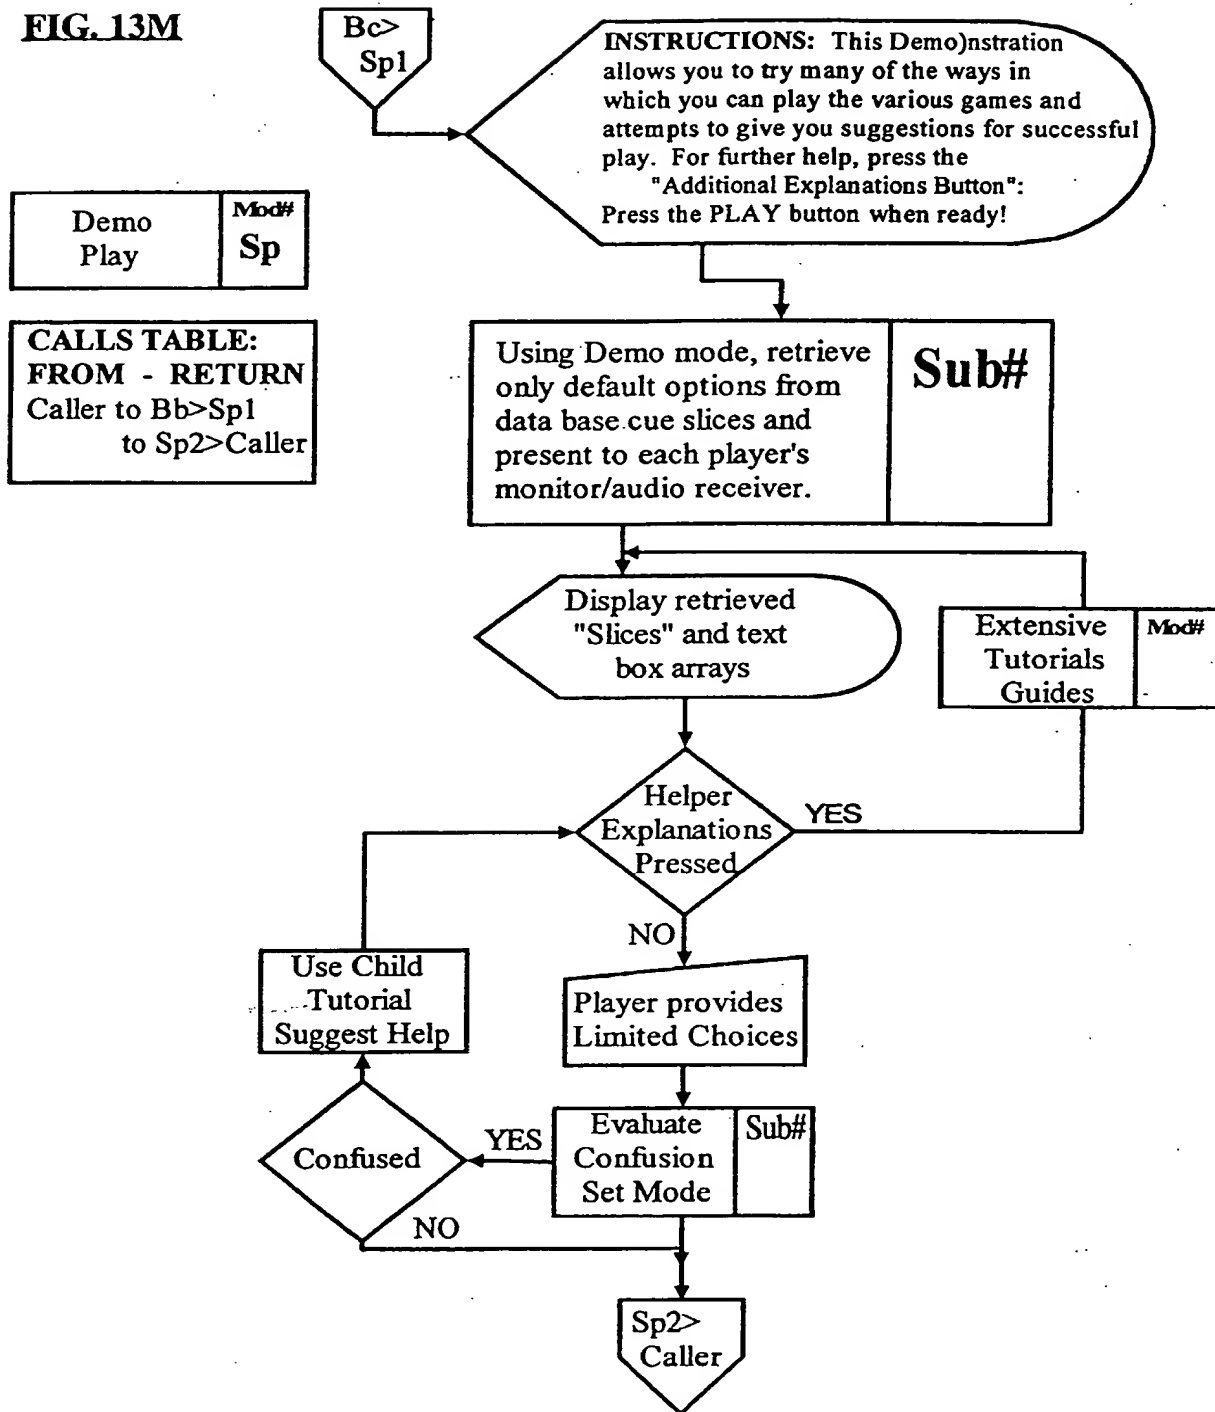 FIG. 13M
Bc>
Sp1
INSTRUCTIONS: This Demo)nstration
allows you to try many of the ways in
which you can play the various games and
attempts to give you suggestions for successful
play. For further help, press the
"Additional Explanations Button":
Press the PLAY button when ready!
Demo
Play
Mod#
Sp
CALLS TABLE:
FROM - RETURN
Caller to Bb>Sp1
to Sp2>Caller
Using Demo mode, retrieve
only default options from
data base cue slices and
present to each player's
monitor/audio receiver.
Sub#
Display retrieved
"Slices" and text
box arrays
Extensive
Tutorials
Guides
Mod#
Helper
Explanations
Pressed
YES
NO
Use Child
Tutorial
Suggest Help
Player provides
Limited Choices
Confused
YES
Evaluate
Confusion
Set Mode
Sub#
NO
Sp2>
Caller